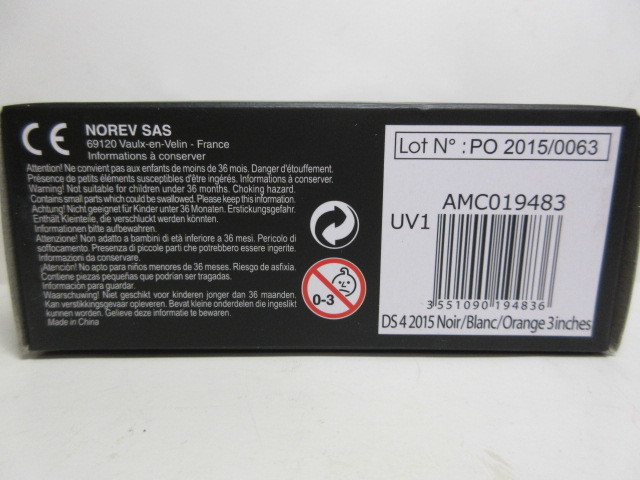 CE
NOREV SAS
69120 Vaulx-en-Velin - France
Informations à conserver
Attention! Ne convient pas aux enfants de moins de 36 mois. Danger d'étouffement.
Présence de petits éléments susceptibles d'être ingérés. Informations à conserver.
Warning! Not suitable for children under 36 months. Choking hazard.
Contains small parts which could be swallowed. Please keep this information.
Achtung! Nicht geeignet für Kinder unter 36 Monaten. Erstickungsgefahr.
Enthält Kleinteile, die verschluckt werden könnten.
Informationen bitte aufbewahren.
Attenzione! Non adatto a bambini di età inferiore a 36 mesi. Pericolo di
soffocamento. Presenza di piccole parti che potrebbero essere ingerite.
Informazioni da conservare.
¡Atención! No apto para niños menores de 36 meses. Riesgo de asfixia.
Contiene piezas pequeñas que podrían ser tragadas.
Información para guardar.
Waarschuwing! Niet geschikt voor kinderen jonger dan 36 maanden.
Kan verstikkingsgevaar opleveren. Bevat kleine onderdelen die ingeslikt
kunnen worden. Gelieve deze informatie te bewaren.
Made in China
0-3
Lot N° : PO 2015/0063
AMC019483
UV1
3 551090 194836
DS 4 2015 Noir/Blanc/Orange 3inches